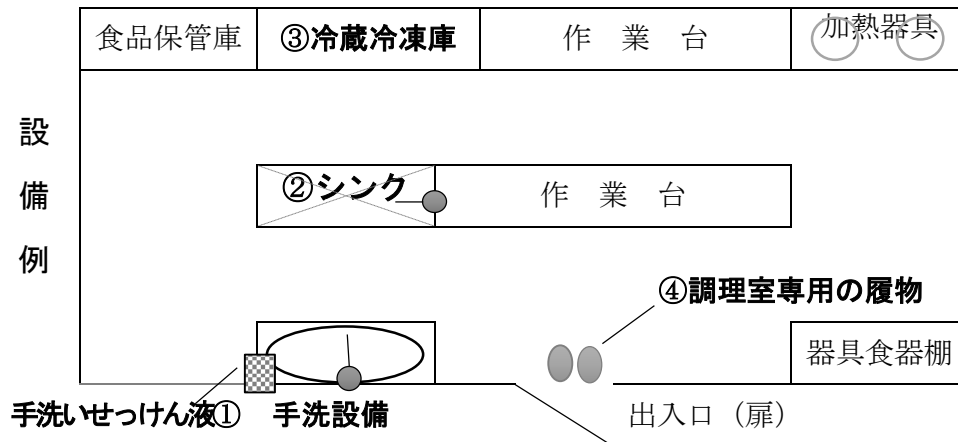 食品保管庫 ③冷蔵冷凍庫 作 業 台 加熱器具
設備例
②シンク 作 業 台
④調理室専用の履物
器具食器棚
手洗いせっけん液① 手洗設備 出入口（扉）